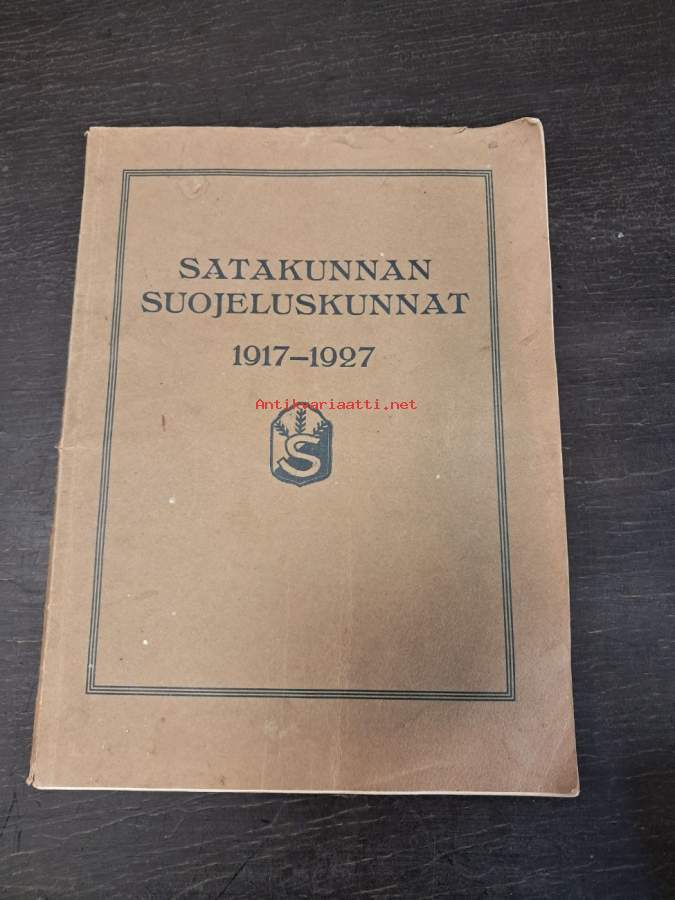 SATAKUNNAN
SUOJELUSKUNNAT
1917–1927
Antikvariaatti.net
S